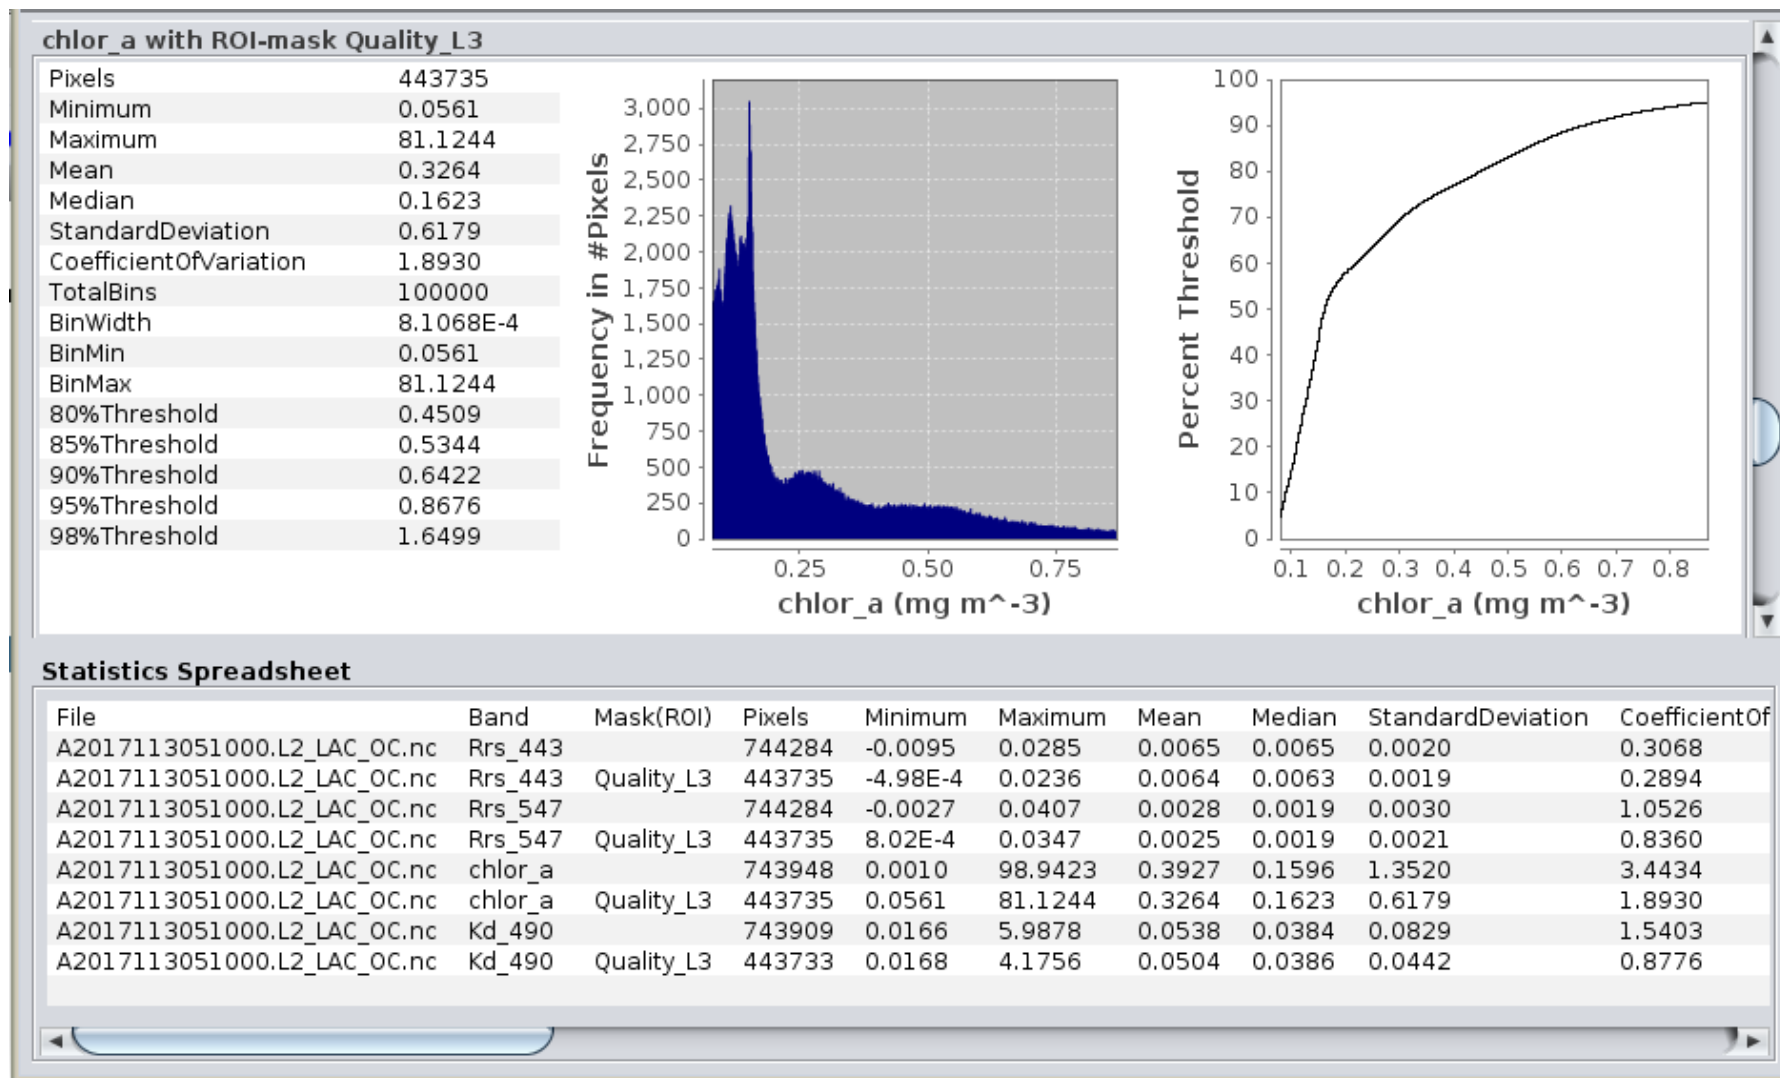 chlor_a with ROI-mask Quality_L3
Pixels 443735
Minimum 0.0561
Maximum 81.1244
Mean 0.3264
Median 0.1623
StandardDeviation 0.6179
CoefficientOfVariation 1.8930
TotalBins 100000
BinWidth 8.1068E-4
BinMin 0.0561
BinMax 81.1244
80%Threshold 0.4509
85%Threshold 0.5344
90%Threshold 0.6422
95%Threshold 0.8676
98%Threshold 1.6499
Frequency in #Pixels
3,000
2,750
2,500
2,250
2,000
1,750
1,500
1,250
1,000
750
500
250
0
0.25 0.50 0.75
chlor_a (mg m^-3)
Percent Threshold
100
90
80
70
60
50
40
30
20
10
0
0.1 0.2 0.3 0.4 0.5 0.6 0.7 0.8
chlor_a (mg m^-3)
Statistics Spreadsheet
File Band Mask(ROI) Pixels Minimum Maximum Mean Median StandardDeviation CoefficientOf
A2017113051000.L2_LAC_OC.nc Rrs_443 744284 -0.0095 0.0285 0.0065 0.0065 0.0020 0.3068
A2017113051000.L2_LAC_OC.nc Rrs_443 Quality_L3 443735 -4.98E-4 0.0236 0.0064 0.0063 0.0019 0.2894
A2017113051000.L2_LAC_OC.nc Rrs_547 744284 -0.0027 0.0407 0.0028 0.0019 0.0030 1.0526
A2017113051000.L2_LAC_OC.nc Rrs_547 Quality_L3 443735 8.02E-4 0.0347 0.0025 0.0019 0.0021 0.8360
A2017113051000.L2_LAC_OC.nc chlor_a 743948 0.0010 98.9423 0.3927 0.1596 1.3520 3.4434
A2017113051000.L2_LAC_OC.nc chlor_a Quality_L3 443735 0.0561 81.1244 0.3264 0.1623 0.6179 1.8930
A2017113051000.L2_LAC_OC.nc Kd_490 743909 0.0166 5.9878 0.0538 0.0384 0.0829 1.5403
A2017113051000.L2_LAC_OC.nc Kd_490 Quality_L3 443733 0.0168 4.1756 0.0504 0.0386 0.0442 0.8776